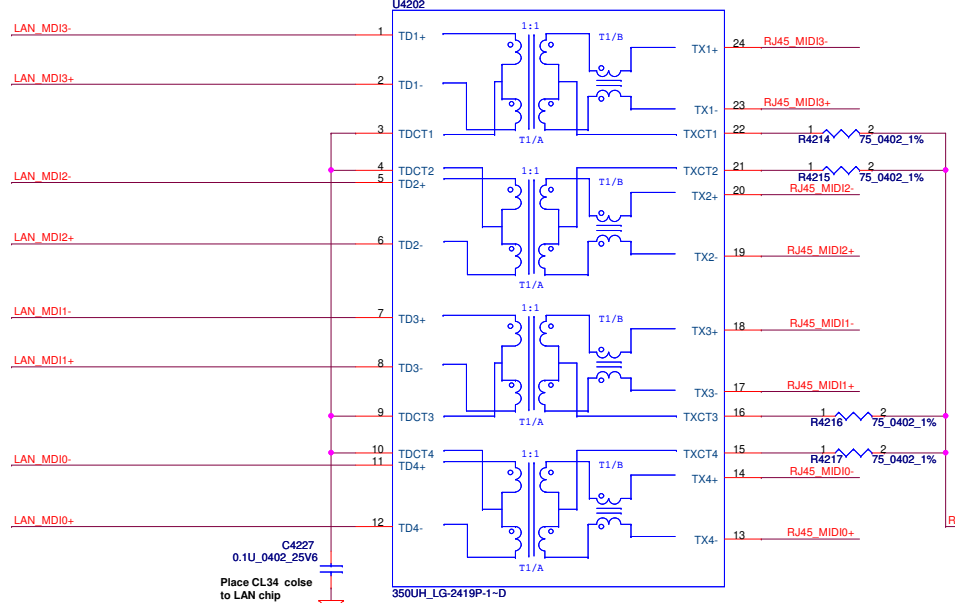 U4202
LAN_MDI3- 1 TD1+ 1:1 T1/B TX1+ 24 RJ45_MIDI3-
LAN_MDI3+ 2 TD1- TX1- 23 RJ45_MIDI3+
3 TDCT1 T1/A TXCT1 22 1 R4214 2 75_0402_1%
4 TDCT2 1:1 TXCT2 21 1 R4215 2 75_0402_1%
LAN_MDI2- 5 TD2+ T1/B TX2+ 20 RJ45_MIDI2-
LAN_MDI2+ 6 TD2- TX2- 19 RJ45_MIDI2+
T1/A
LAN_MDI1- 7 TD3+ 1:1 T1/B TX3+ 18 RJ45_MIDI1-
LAN_MDI1+ 8 TD3- TX3- 17 RJ45_MIDI1+
9 TDCT3 T1/A TXCT3 16 1 R4216 2 75_0402_1%
10 TDCT4 1:1 TXCT4 15 1 R4217 2 75_0402_1%
LAN_MDI0- 11 TD4+ T1/B TX4+ 14 RJ45_MIDI0-
LAN_MDI0+ 12 TD4- TX4- 13 RJ45_MIDI0+
R
T1/A
C4227
0.1U_0402_25V6
Place CL34 colse
to LAN chip
350UH_LG-2419P-1~D